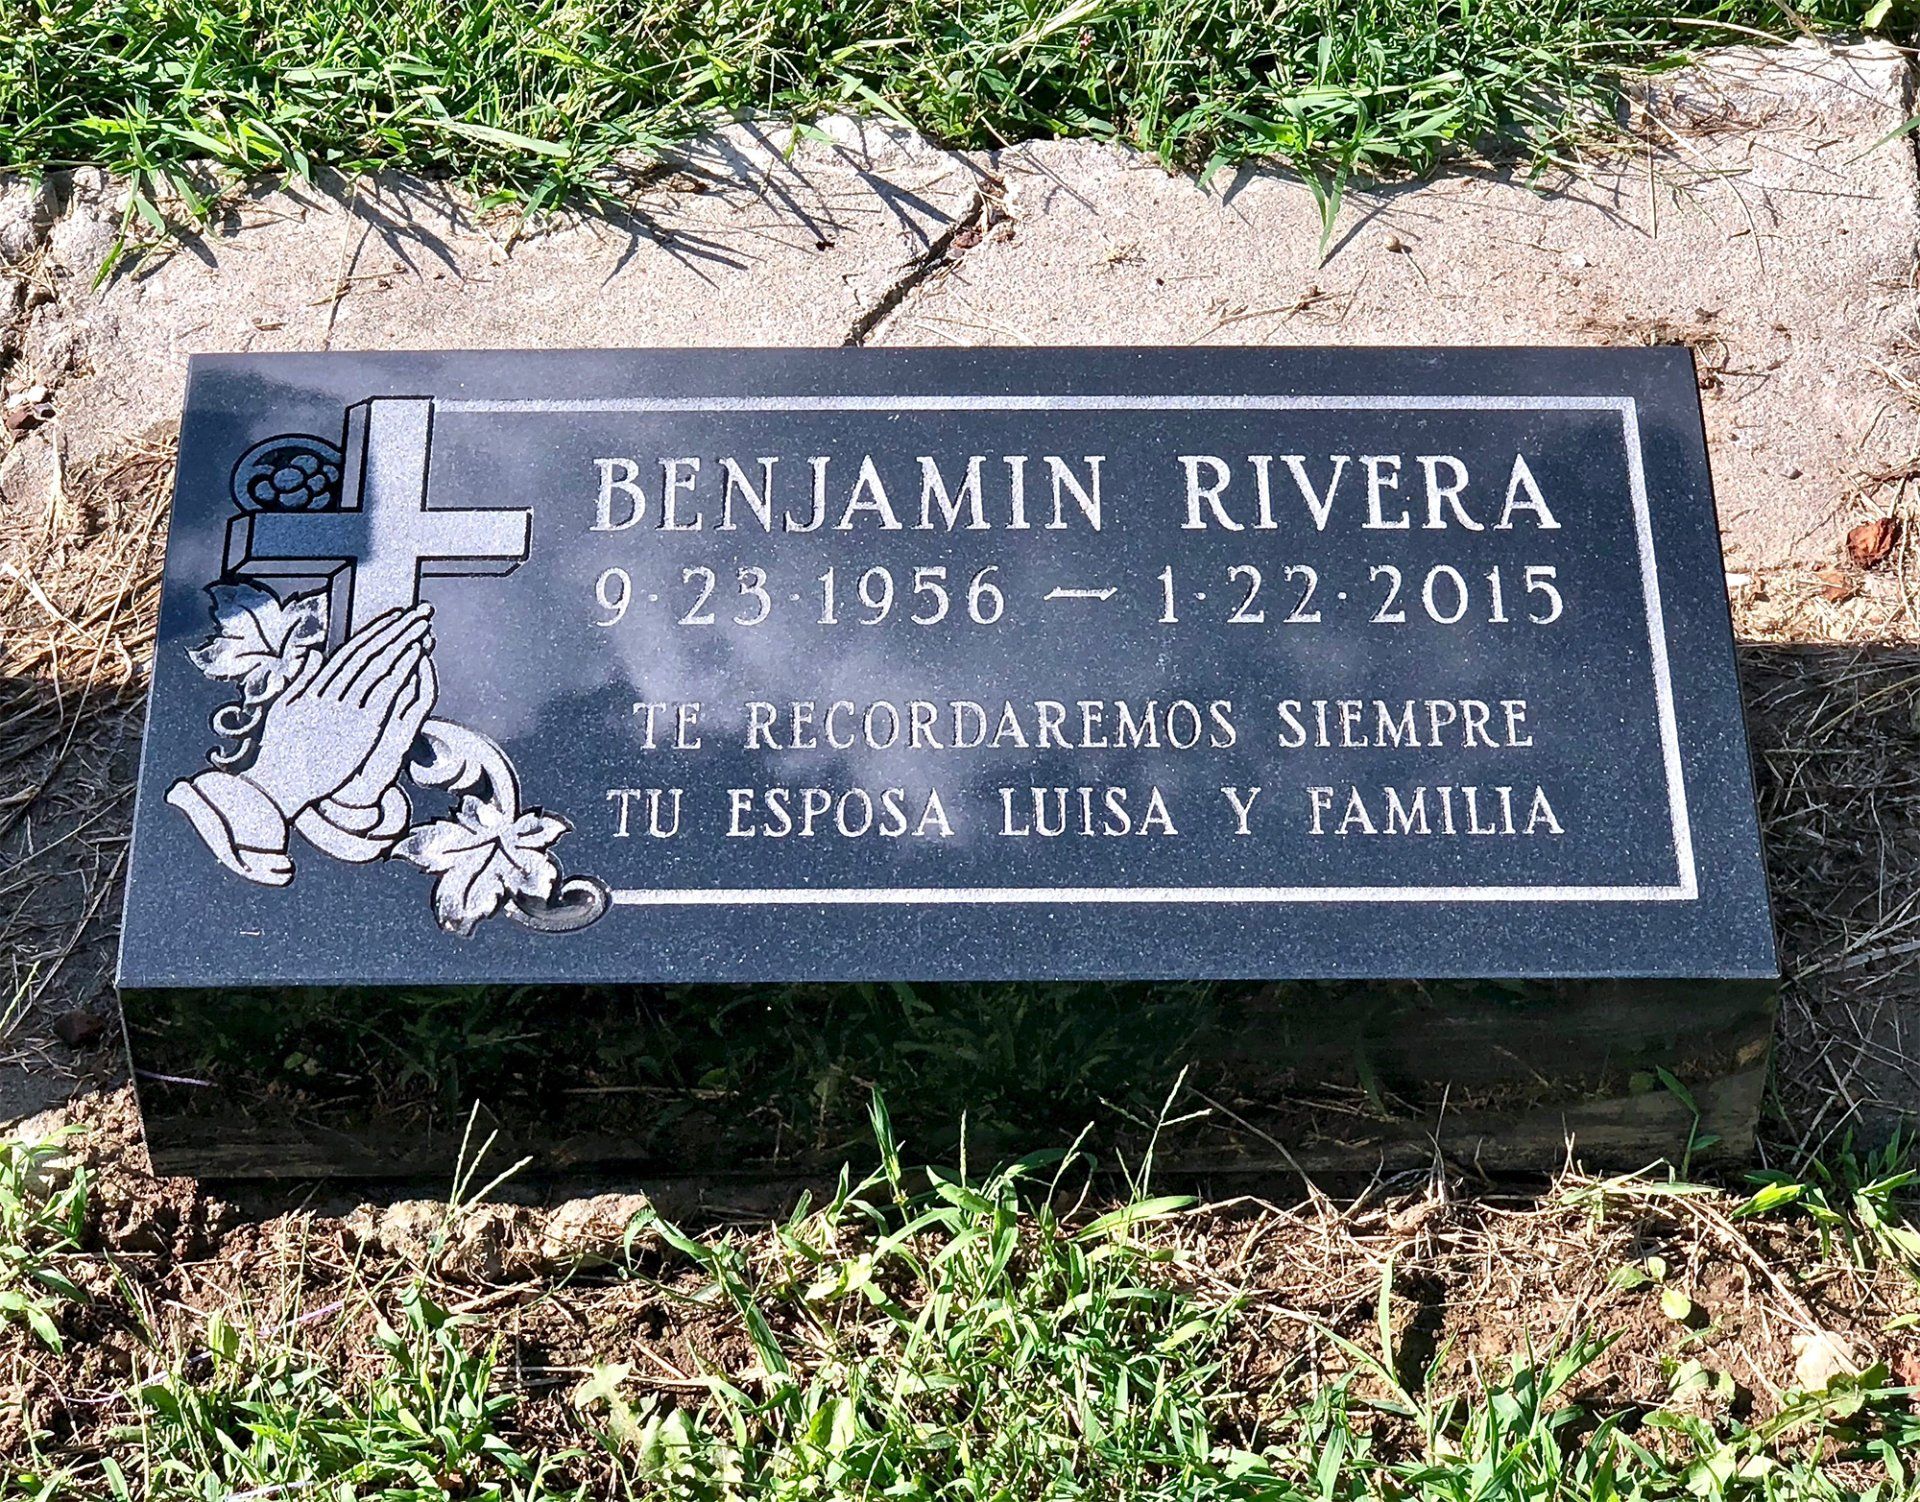 BENJAMIN RIVERA
9·23·1956 — 1·22·2015
TE RECORDAREMOS SIEMPRE
TU ESPOSA LUISA Y FAMILIA